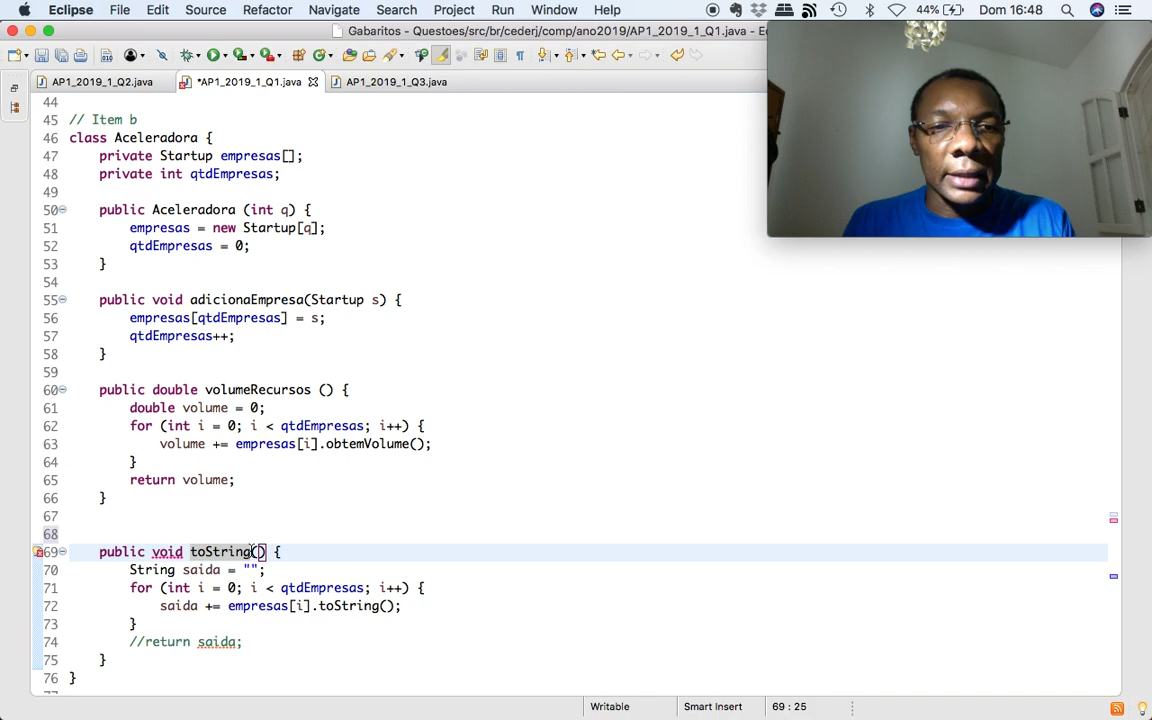 Eclipse File Edit Source Refactor Navigate Search Project Run Window Help 44% Dom 16:48
Gabaritos - Questoes/src/br/cederj/comp/ano2019/AP1_2019_1_Q1.java - Ec
AP1_2019_1_Q2.java *AP1_2019_1_Q1.java AP1_2019_1_Q3.java
44
45 // Item b
46 class Aceleradora {
47 private Startup empresas[];
48 private int qtdEmpresas;
49
50 public Aceleradora (int q) {
51 empresas = new Startup[q];
52 qtdEmpresas = 0;
53 }
54
55 public void adicionaEmpresa(Startup s) {
56 empresas[qtdEmpresas] = s;
57 qtdEmpresas++;
58 }
59
60 public double volumeRecursos () {
61 double volume = 0;
62 for (int i = 0; i < qtdEmpresas; i++) {
63 volume += empresas[i].obtemVolume();
64 }
65 return volume;
66 }
67
68
69 public void toString() {
70 String saida = "";
71 for (int i = 0; i < qtdEmpresas; i++) {
72 saida += empresas[i].toString();
73 }
74 //return saida;
75 }
76 }
Writable Smart Insert 69 : 25